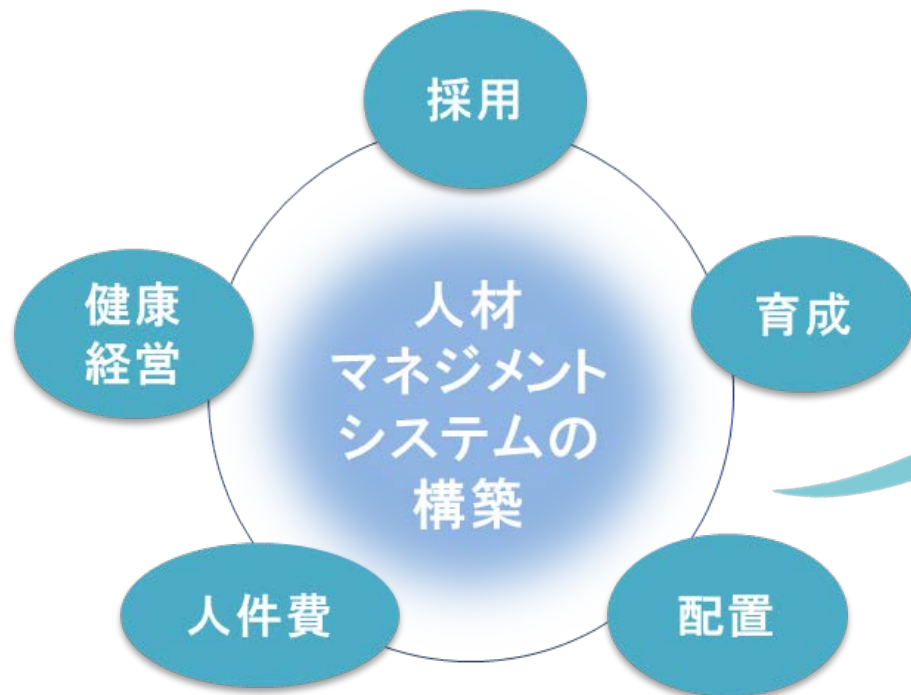 採用
育成
配置
人件費
健康
経営
人材
マネジメント
システムの
構築